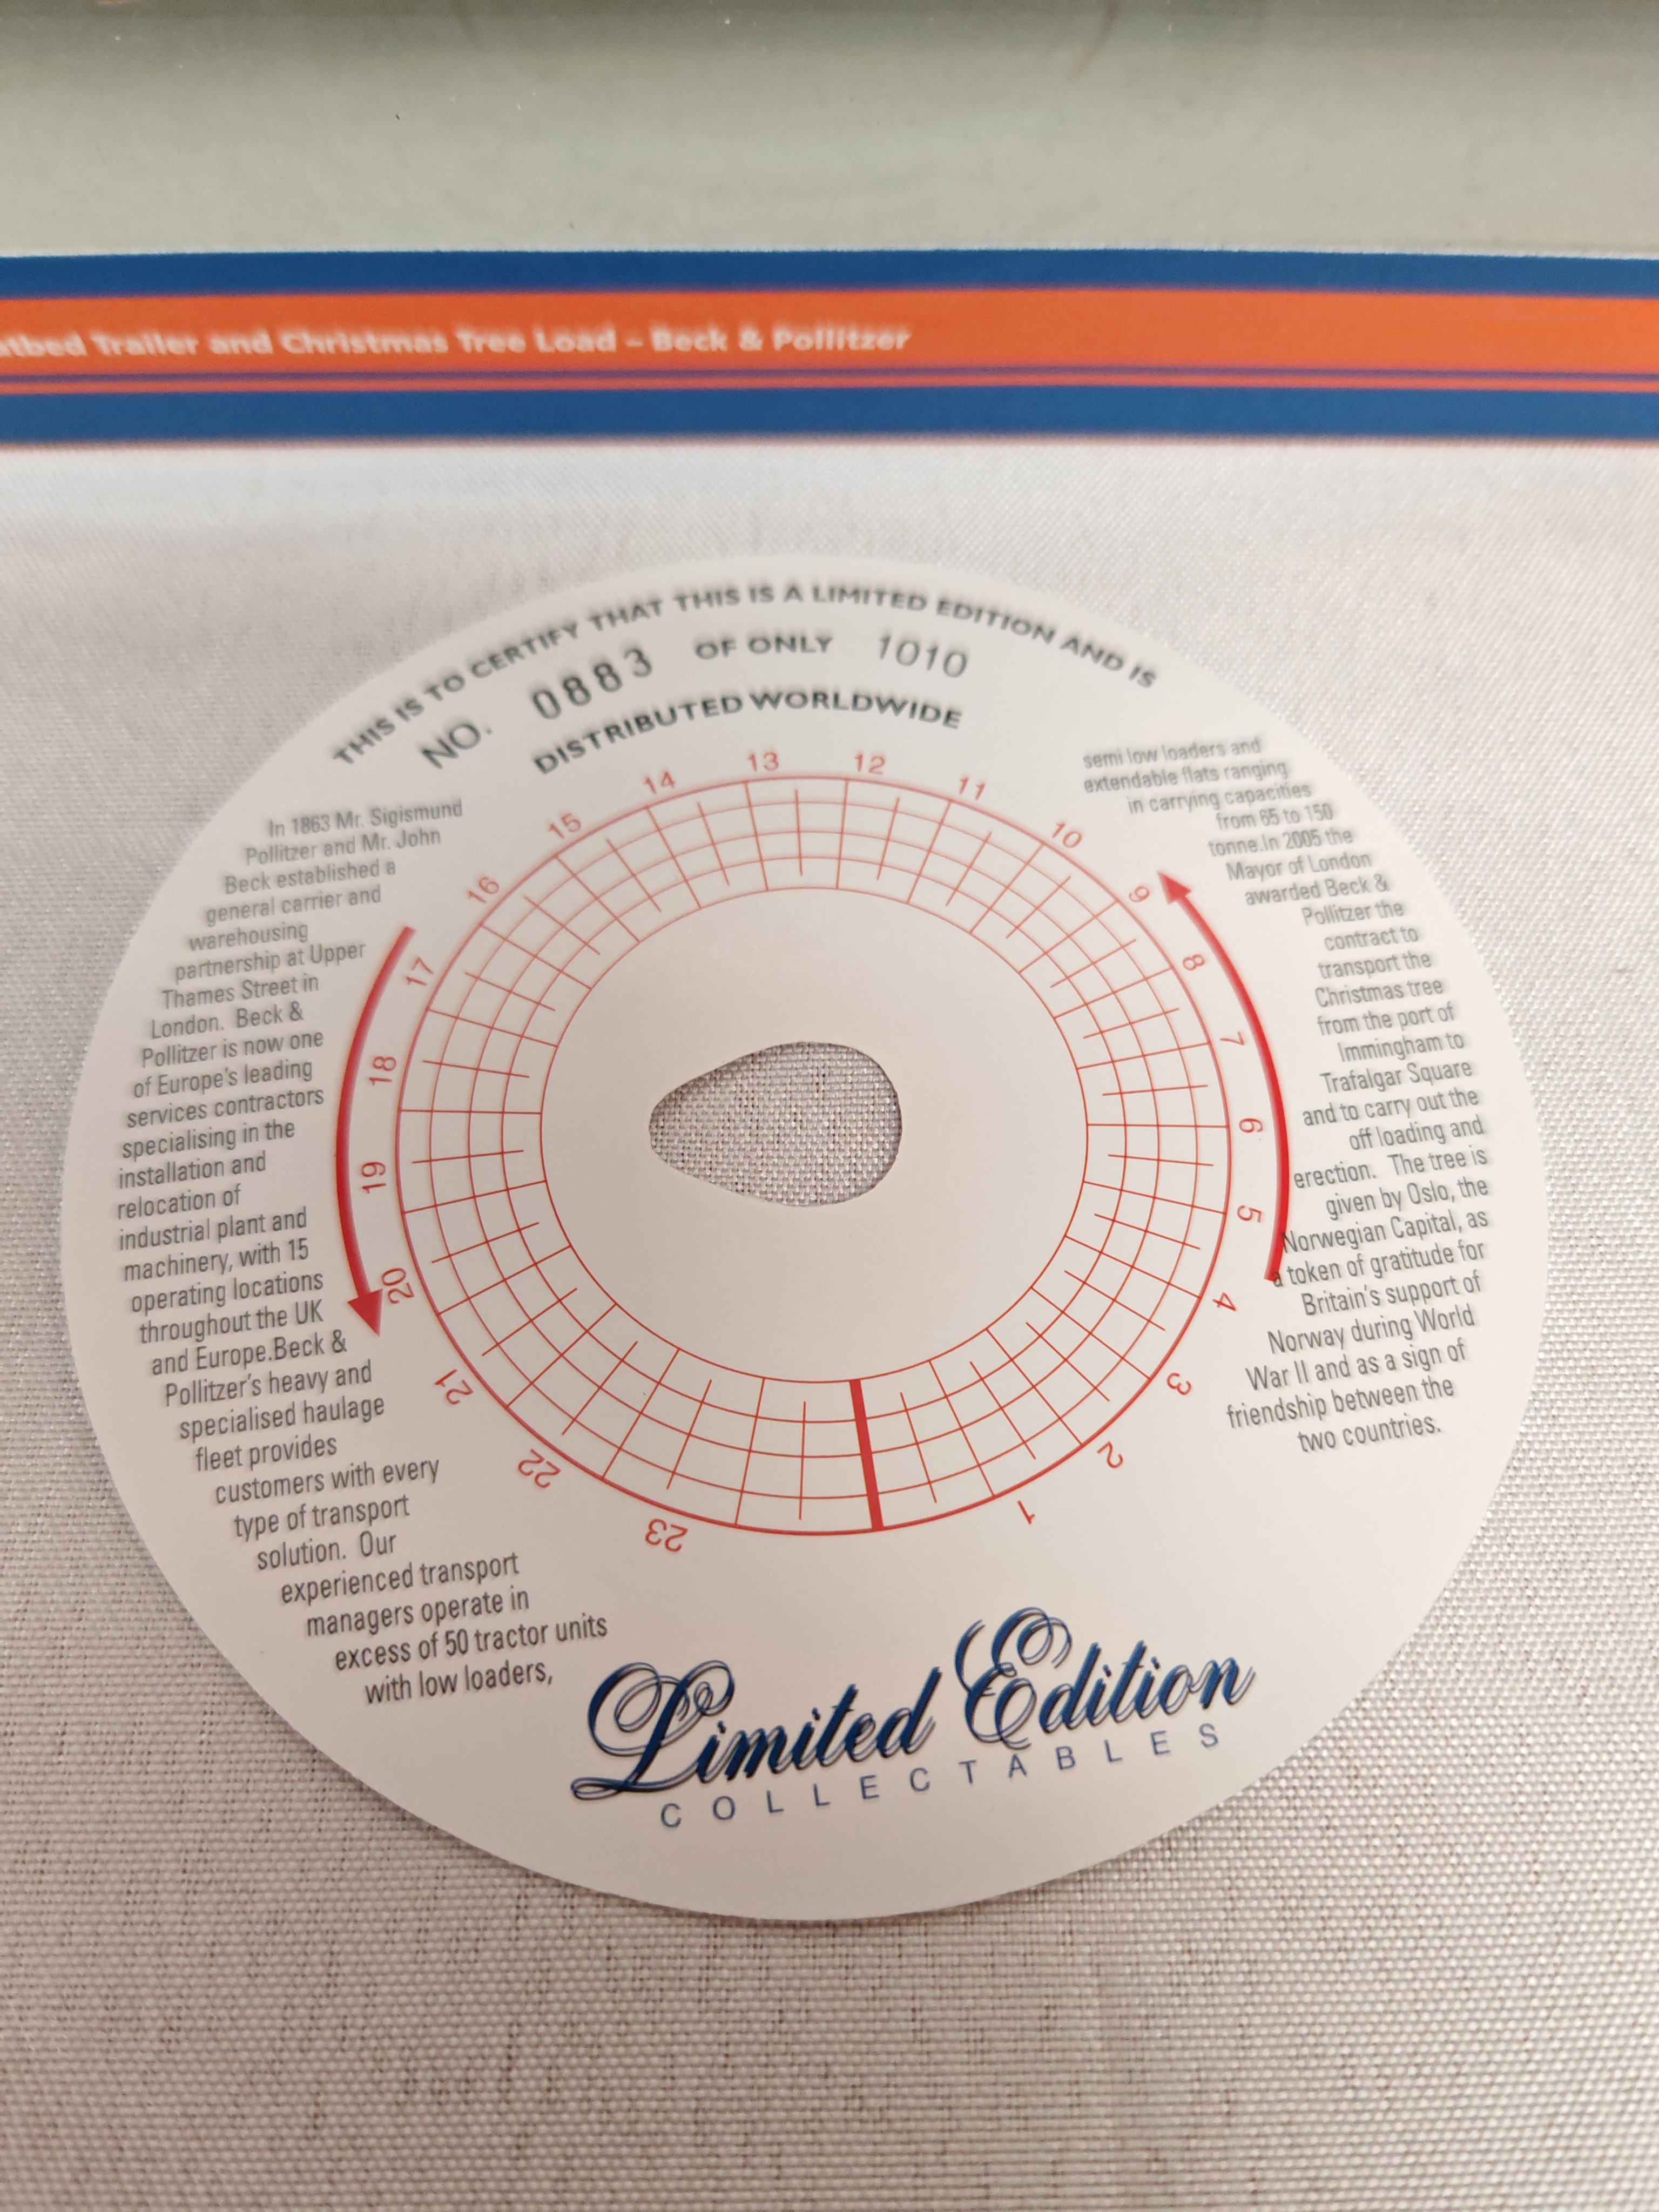 Trailer and Christmas Tree Load – Beck & Pollitzer
THIS IS TO CERTIFY THAT THIS IS A LIMITED EDITION AND IS
NO. 0883 OF ONLY 1010
DISTRIBUTED WORLDWIDE
In 1863 Mr. Sigismund
Pollitzer and Mr. John
Beck established a
general carrier and
warehousing
partnership at Upper
Thames Street in
London. Beck &
Pollitzer is now one
of Europe's leading
services contractors
specialising in the
installation and
relocation of
industrial plant and
machinery, with 15
operating locations
throughout the UK
and Europe.Beck &
Pollitzer's heavy and
specialised haulage
fleet provides
customers with every
type of transport
solution. Our
experienced transport
managers operate in
excess of 50 tractor units
with low loaders,
semi low loaders and
extendable flats ranging
in carrying capacities
from 65 to 150
tonne.In 2005 the
Mayor of London
awarded Beck &
Pollitzer the
contract to
transport the
Christmas tree
from the port of
Immingham to
Trafalgar Square
and to carry out the
off loading and
erection. The tree is
given by Oslo, the
Norwegian Capital, as
a token of gratitude for
Britain's support of
Norway during World
War II and as a sign of
friendship between the
two countries.
1
2
3
4
5
6
7
8
9
10
11
12
13
14
15
16
17
18
19
20
21
22
23
Limited Edition
COLLECTABLES